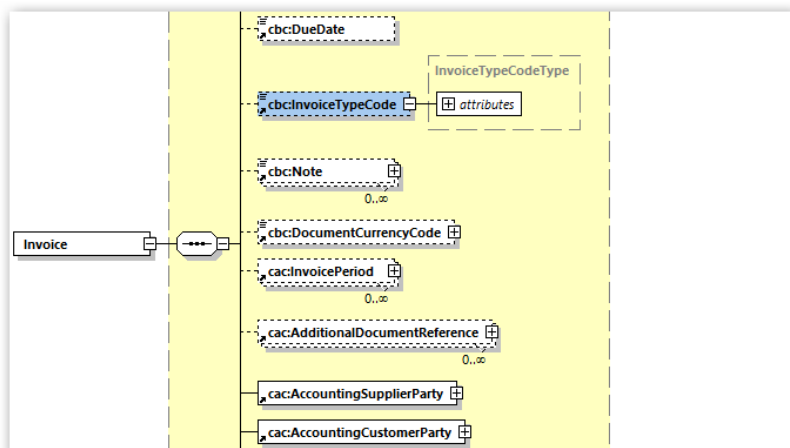 cbc:DueDate
InvoiceTypeCodeType
cbc:InvoiceTypeCode
attributes
cbc:Note
0..∞
cbc:DocumentCurrencyCode
Invoice
cac:InvoicePeriod
0..∞
cac:AdditionalDocumentReference
0..∞
cac:AccountingSupplierParty
cac:AccountingCustomerParty